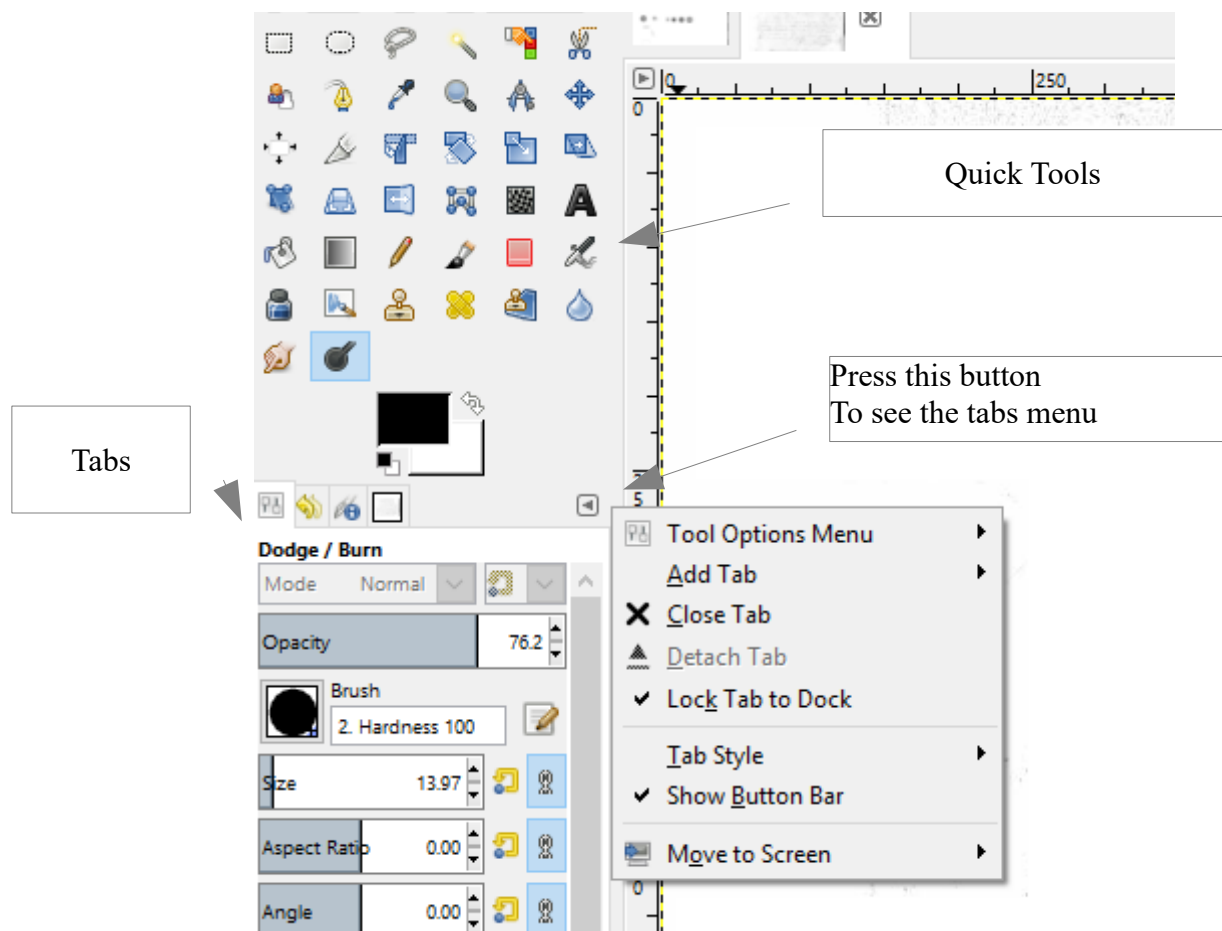 0
250
0
Quick Tools
Press this button
To see the tabs menu
Tabs
5
Tool Options Menu
Dodge / Burn
Add Tab
Mode Normal
Close Tab
Opacity 76.2
Detach Tab
Brush
Lock Tab to Dock
2. Hardness 100
Tab Style
Size 13.97
Show Button Bar
Aspect Ratio 0.00
Move to Screen
0
Angle 0.00